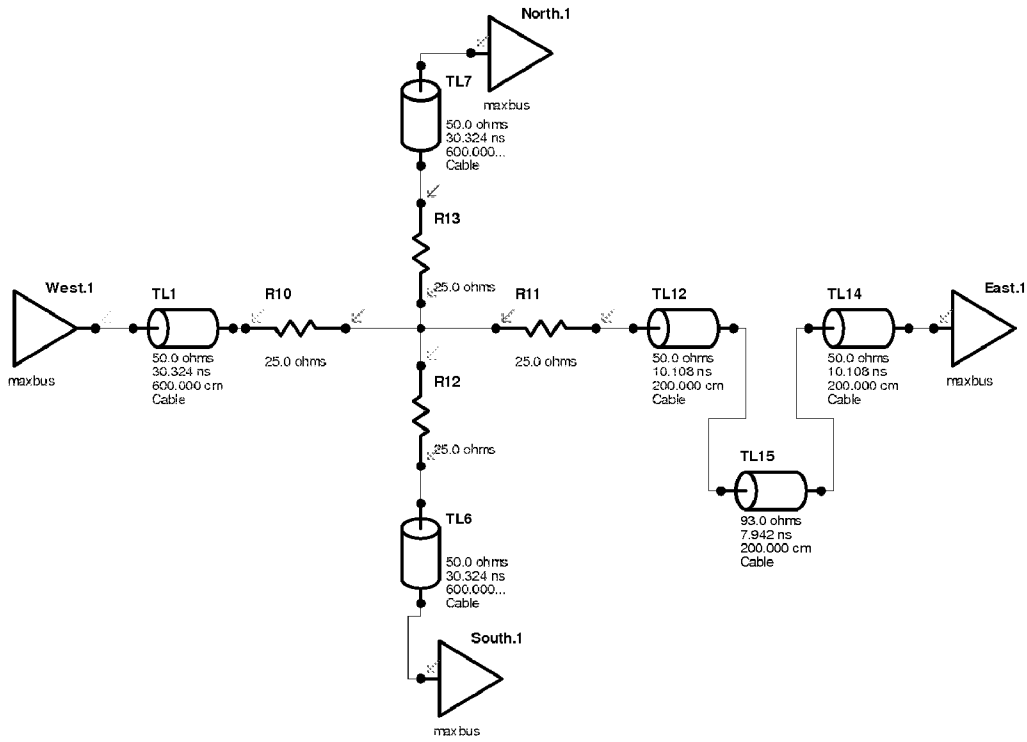 North.1
maxbus
TL7
50.0 ohms
30.324 ns
600.000...
Cable
R13
25.0 ohms
West.1
maxbus
TL1
50.0 ohms
30.324 ns
600.000 cm
Cable
R10
25.0 ohms
R11
25.0 ohms
TL12
50.0 ohms
10.108 ns
200.000 cm
Cable
TL14
50.0 ohms
10.108 ns
200.000 cm
Cable
East.1
maxbus
R12
25.0 ohms
TL15
93.0 ohms
7.942 ns
200.000 cm
Cable
TL6
50.0 ohms
30.324 ns
600.000...
Cable
South.1
maxbus